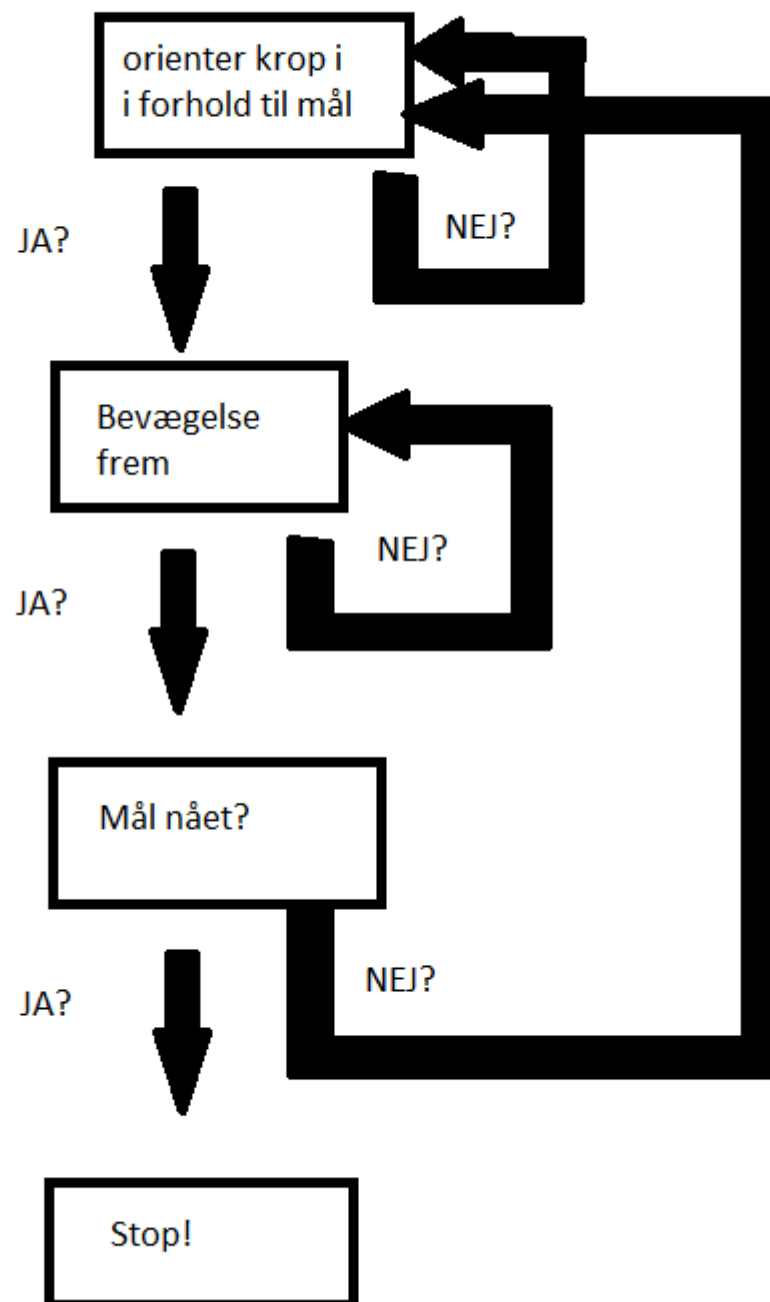 orienter krop i
i forhold til mål
JA?
NEJ?
Bevægelse
frem
JA?
NEJ?
Mål nået?
JA?
NEJ?
Stop!